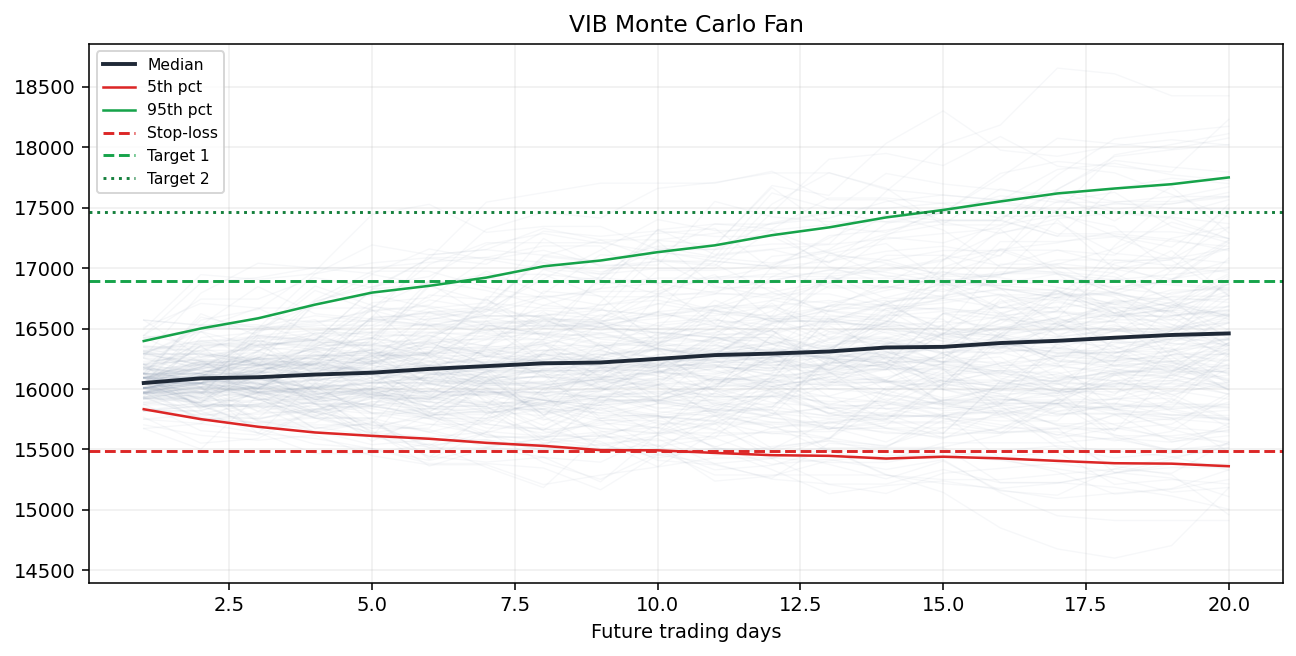 VIB Monte Carlo Fan
Median
5th pct
95th pct
Stop-loss
Target 1
Target 2
18500
18000
17500
17000
16500
16000
15500
15000
14500
2.5 5.0 7.5 10.0 12.5 15.0 17.5 20.0
Future trading days